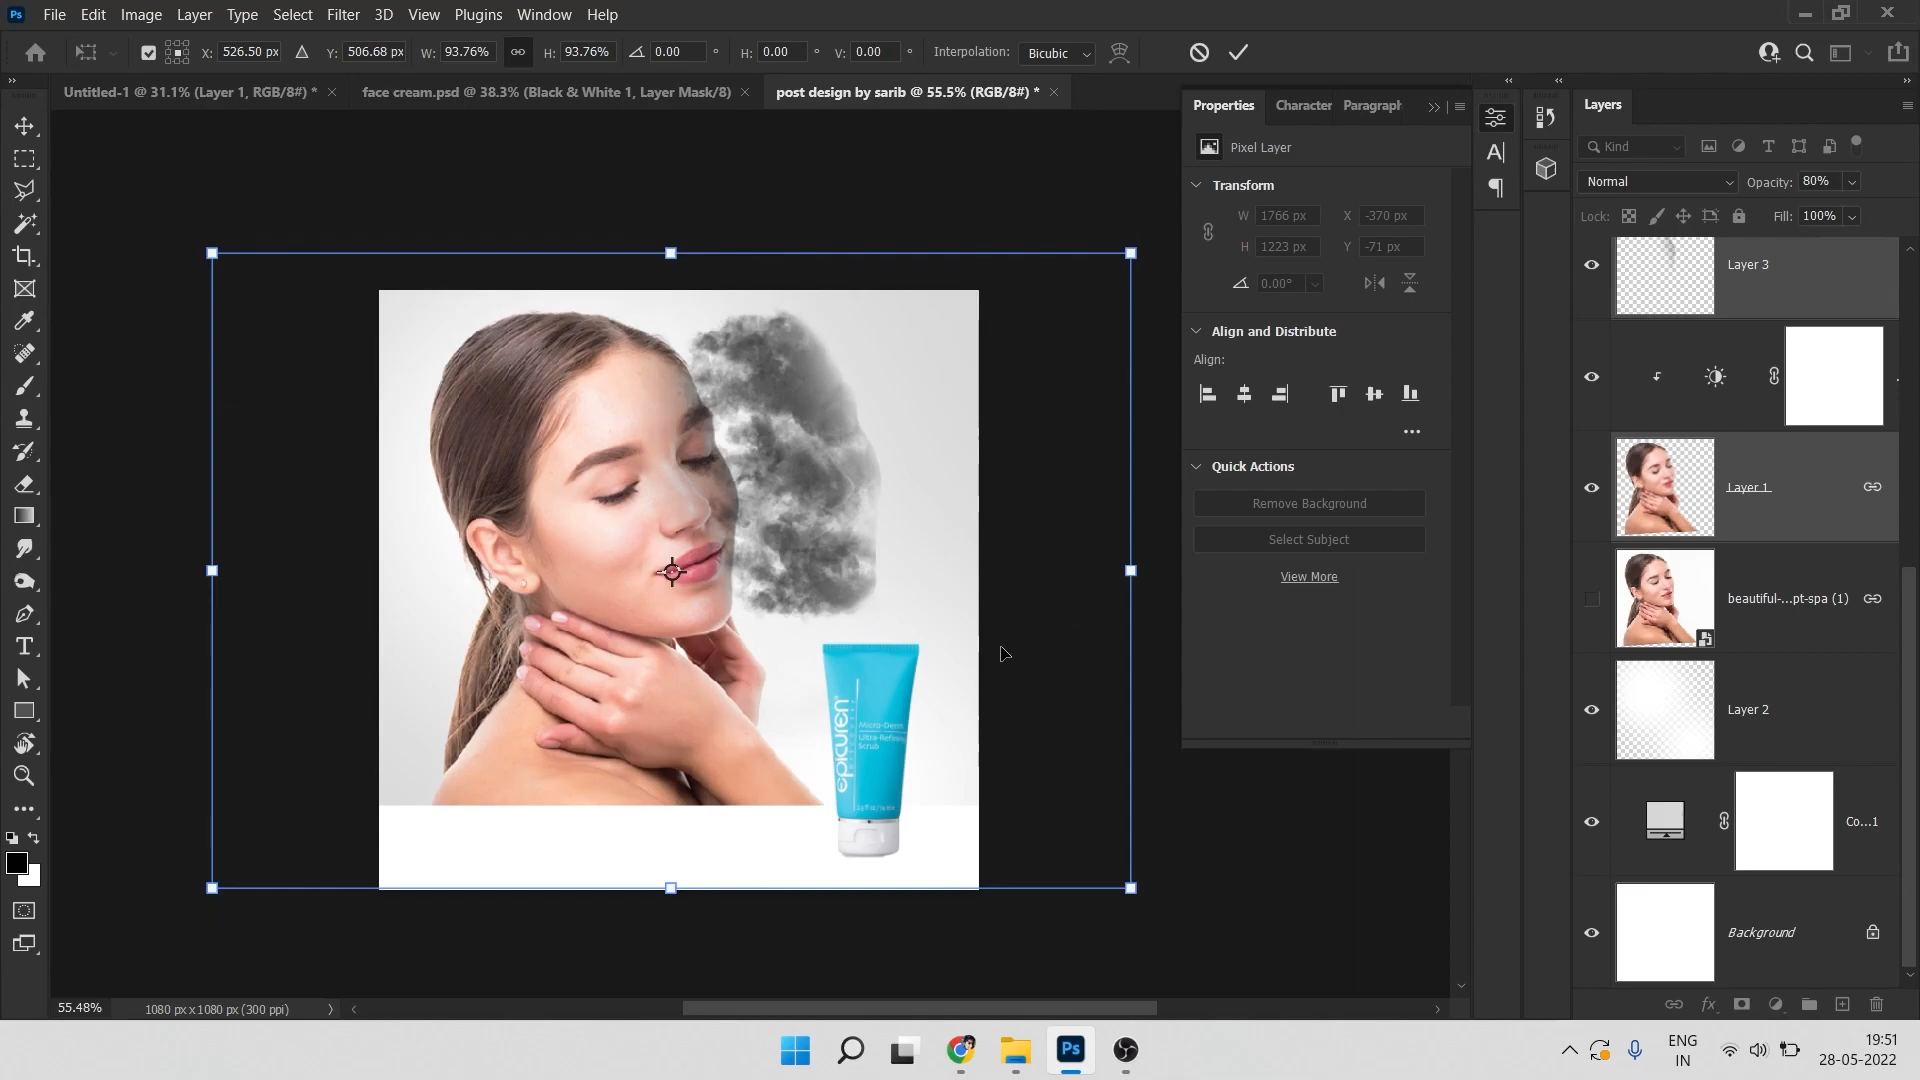 Ps File Edit Image Layer Type Select Filter 3D View Plugins Window Help
X: 526.50 px Y: 506.68 px W: 93.76% H: 93.76% 0.00 ° H: 0.00 ° V: 0.00 ° Interpolation: Bicubic
Untitled-1 @ 31.1% (Layer 1, RGB/8#) * face cream.psd @ 38.3% (Black & White 1, Layer Mask/8) post design by sarib @ 55.5% (RGB/8#) *
Properties Character Paragraph
Pixel Layer
Transform
W 1766 px X -370 px
H 1223 px Y -71 px
0.00°
Align and Distribute
Align:
Quick Actions
Remove Background
Select Subject
View More
Layers
Kind
Normal Opacity: 80%
Lock: Fill: 100%
Layer 3
Layer 1
beautiful-...pt-spa (1)
Layer 2
Co...1
Background
epicuren
Micro-Derm
Ultra-Refining
Scrub
55.48% 1080 px x 1080 px (300 ppi)
Ps
ENG
IN
19:51
28-05-2022